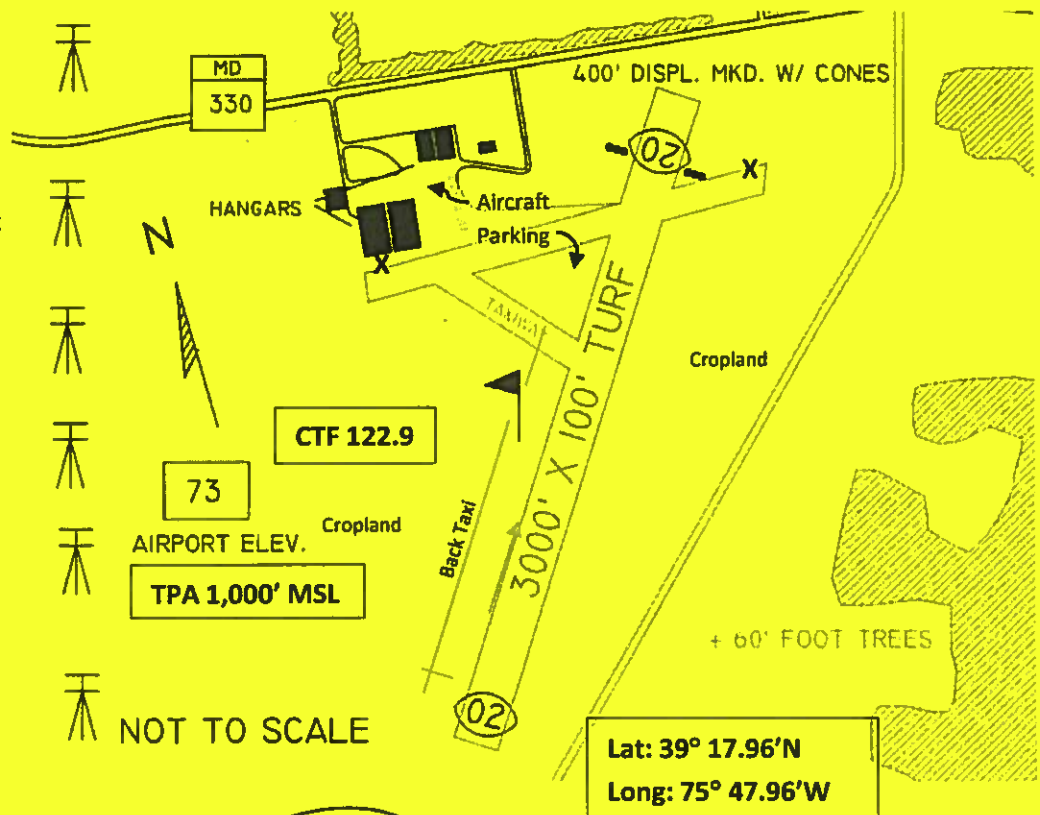 MD
330
400' DISPL. MKD. W/ CONES
20
X
HANGARS
Aircraft
Parking
X
N
TAXIWAY
3000' X 100' TURF
Cropland
CTF 122.9
73
Cropland
Back Taxi
AIRPORT ELEV.
TPA 1,000' MSL
+ 60' FOOT TREES
02
NOT TO SCALE
Lat: 39° 17.96'N
Long: 75° 47.96'W